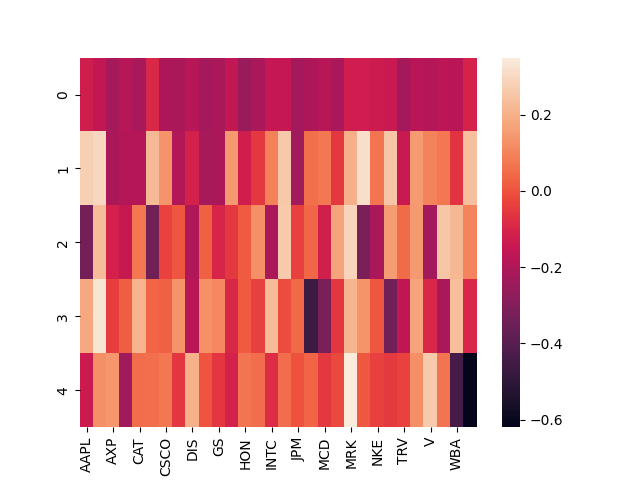 0
1
2
3
4
AAPL
AXP
CAT
CSCO
DIS
GS
HON
INTC
JPM
MCD
MRK
NKE
TRV
V
WBA
0.2
0.0
−0.2
−0.4
−0.6